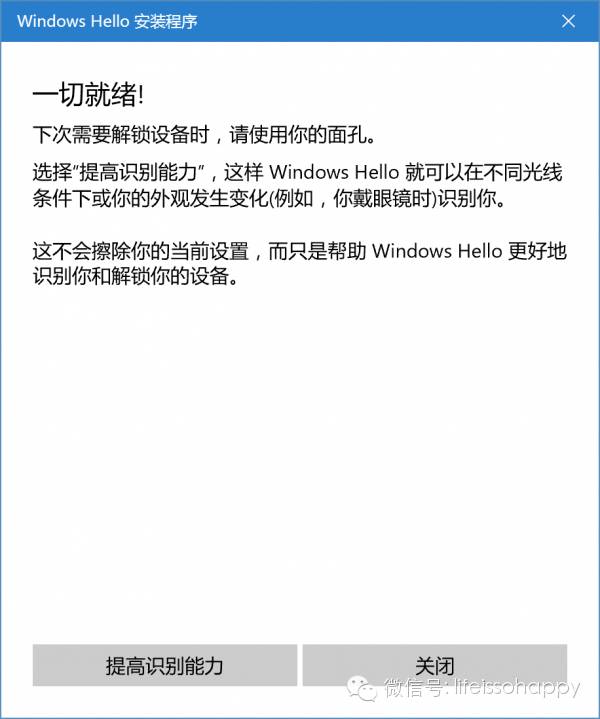 Windows Hello 安装程序
一切就绪!
下次需要解锁设备时，请使用你的面孔。
选择"提高识别能力"，这样 Windows Hello 就可以在不同光线
条件下或你的外观发生变化(例如，你戴眼镜时)识别你。
这不会擦除你的当前设置，而只是帮助 Windows Hello 更好地
识别你和解锁你的设备。
提高识别能力
关闭
微信号: lifeissohappy